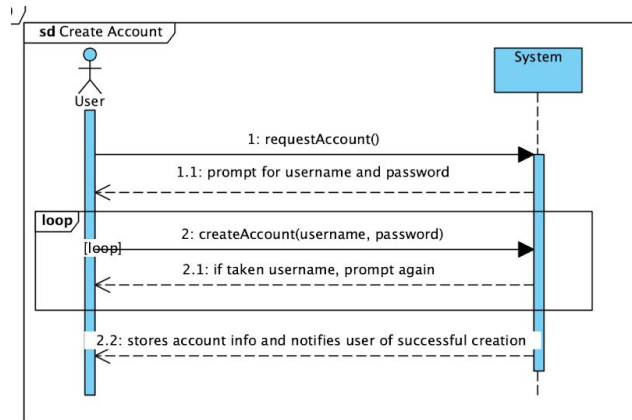 sd Create Account
System
User
1: requestAccount()
1.1: prompt for username and password
loop
[loop]
2: createAccount(username, password)
2.1: if taken username, prompt again
2.2: stores account info and notifies user of successful creation